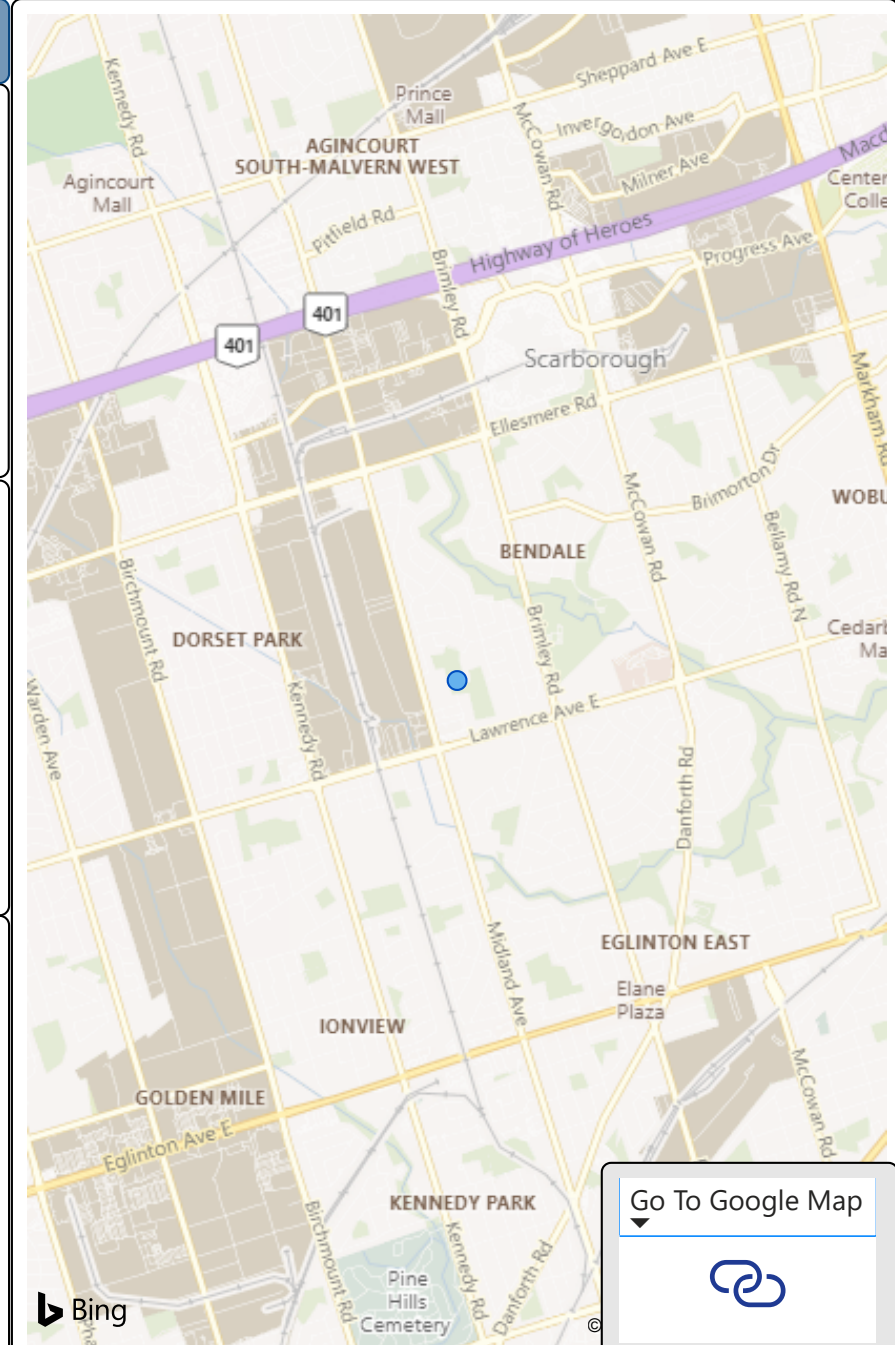 Sheppard Ave E
Kennedy Rd
Prince
Mall
McCowan Rd
Invergordon Ave
AGINCOURT
SOUTH-MALVERN WEST
Milner Ave
Agincourt
Mall
Center
Colle
Pitfield Rd
Highway of Heroes
Progress Ave
Brimley Rd
401
401
Scarborough
Markham Rd
Ellesmere Rd
McCowan Rd
Brimorton Dr
WOBU
Bellamy Rd N
BENDALE
Birchmount Rd
DORSET PARK
Brimley Rd
Cedarb
Ma
Warden Ave
Kennedy Rd
Lawrence Ave E
Danforth Rd
Midland Ave
EGLINTON EAST
Elane
Plaza
IONVIEW
McCowan Rd
GOLDEN MILE
Eglinton Ave E
KENNEDY PARK
Birchmount Rd
Kennedy Rd
Danforth Rd
Pine
Hills
Cemetery
Go To Google Map
Bing
©